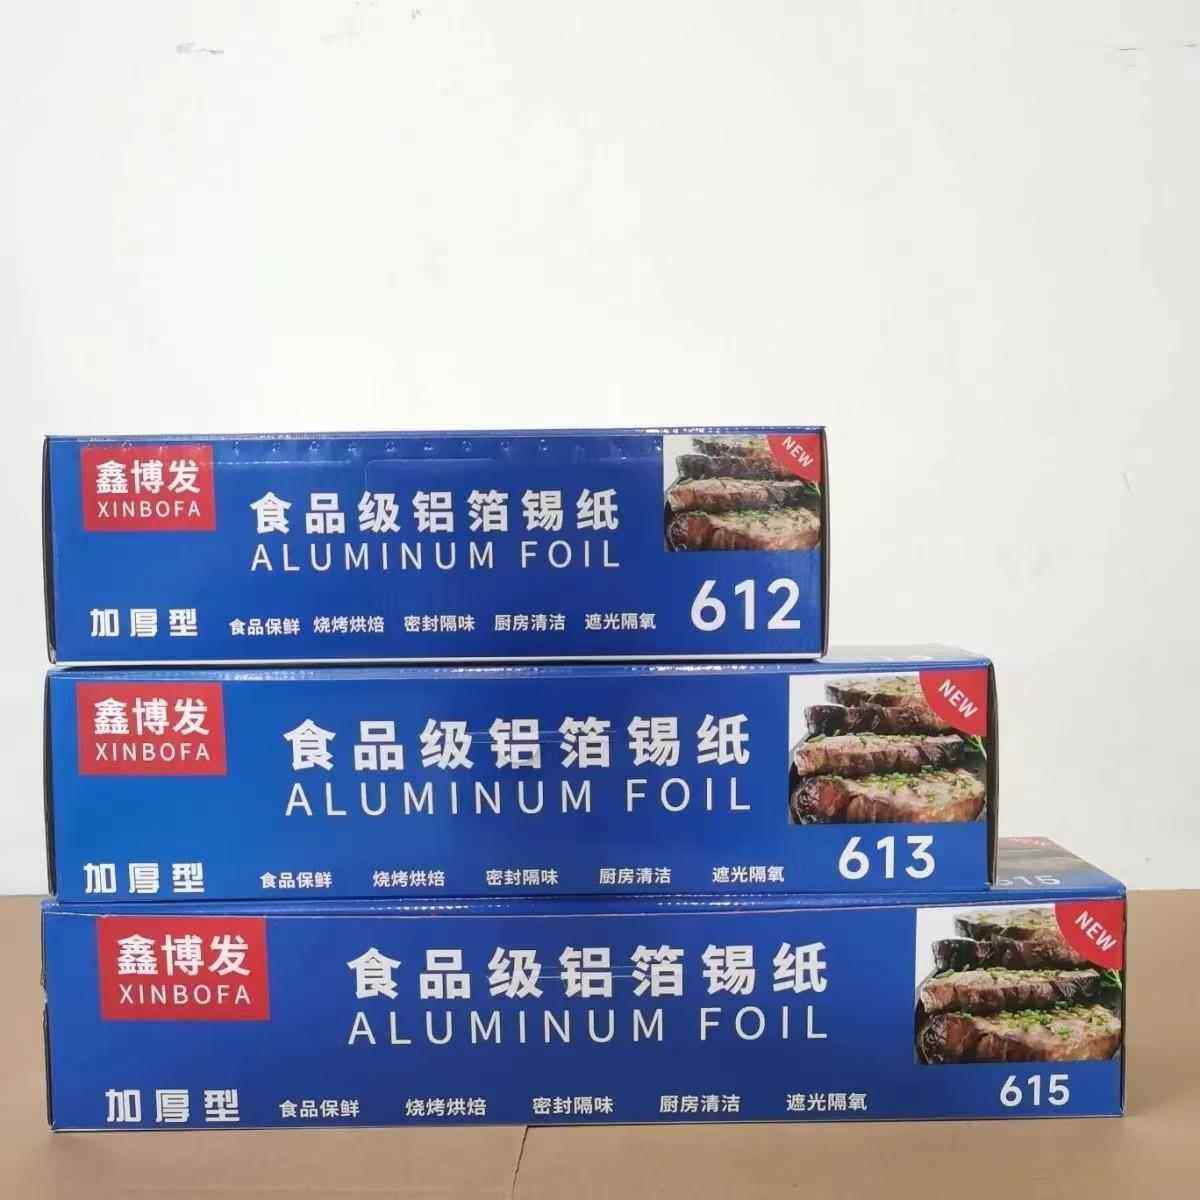 鑫博发
XINBOFA
食品级铝箔锡纸
ALUMINUM FOIL
NEW
加厚型 食品保鲜 烧烤烘焙 密封隔味 厨房清洁 遮光隔氧
612
鑫博发
XINBOFA
食品级铝箔锡纸
ALUMINUM FOIL
NEW
加厚型 食品保鲜 烧烤烘焙 密封隔味 厨房清洁 遮光隔氧
613
615
鑫博发
XINBOFA
食品级铝箔锡纸
ALUMINUM FOIL
NEW
加厚型 食品保鲜 烧烤烘焙 密封隔味 厨房清洁 遮光隔氧
615